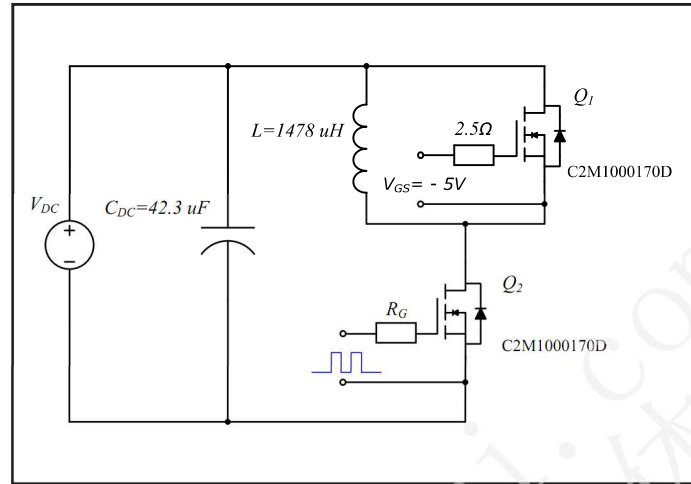 Q1
L=1478 uH
2.5Ω
C2M1000170D
VGS= - 5V
VDC
CDC=42.3 uF
+
−
Q2
RG
C2M1000170D